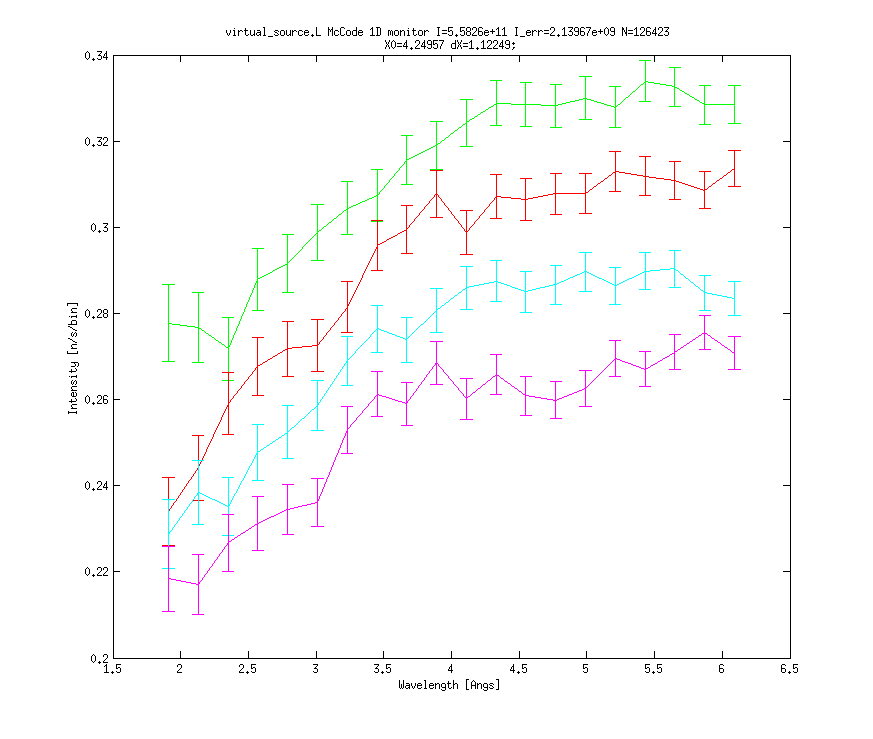 virtual_source.L McCode 1D monitor I=5.5826e+11 I_err=2.13967e+09 N=126423
X0=4.24957 dX=1.12249;
0.34
0.32
0.3
0.28
0.26
0.24
0.22
0.2
Intensity [n/s/bin]
1.5 2 2.5 3 3.5 4 4.5 5 5.5 6 6.5
Wavelength [Angs]